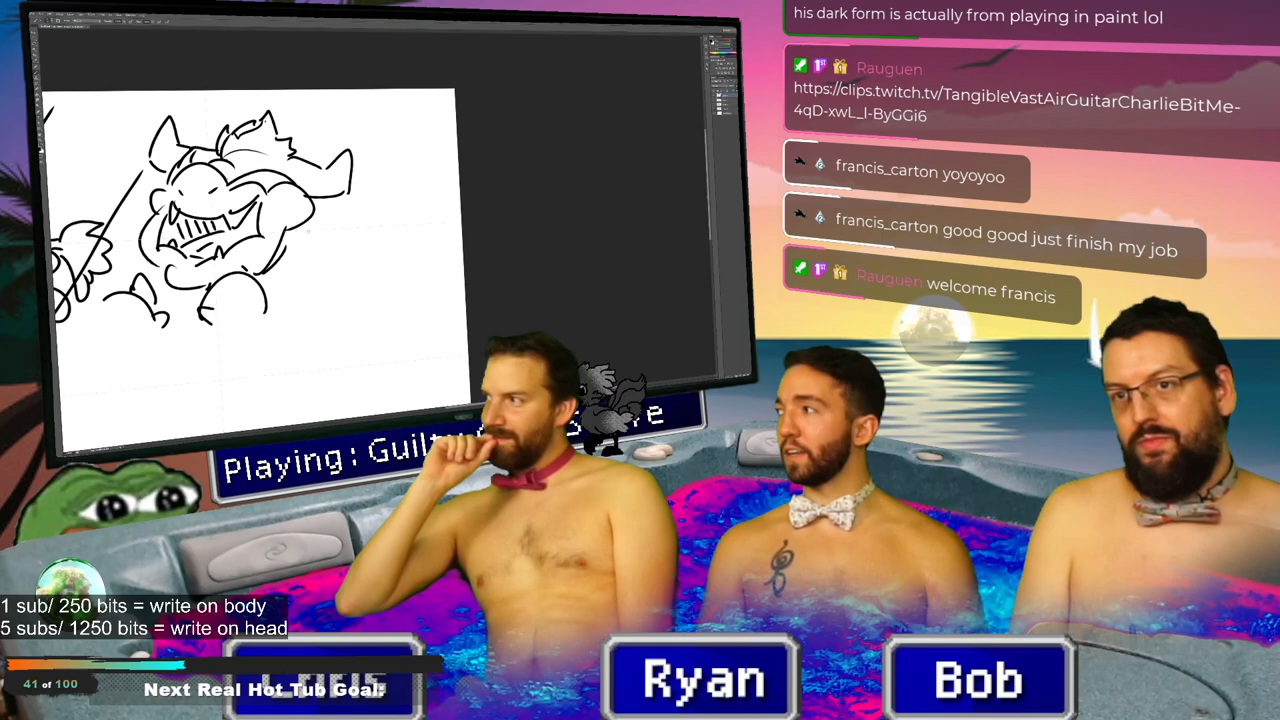 his dark form is actually from playing in paint lol
Rauguen
https://clips.twitch.tv/TangibleVastAirGuitarCharlieBitMe-
4qD-xwL_l-ByGGi6
francis_carton yoyoyoo
francis_carton good good just finish my job
Rauguen welcome francis
Playing : Guilt
1 sub/ 250 bits = write on body
5 subs/ 1250 bits = write on head
41 of 100
Next Real Hot Tub Goal:
Ryan
Bob